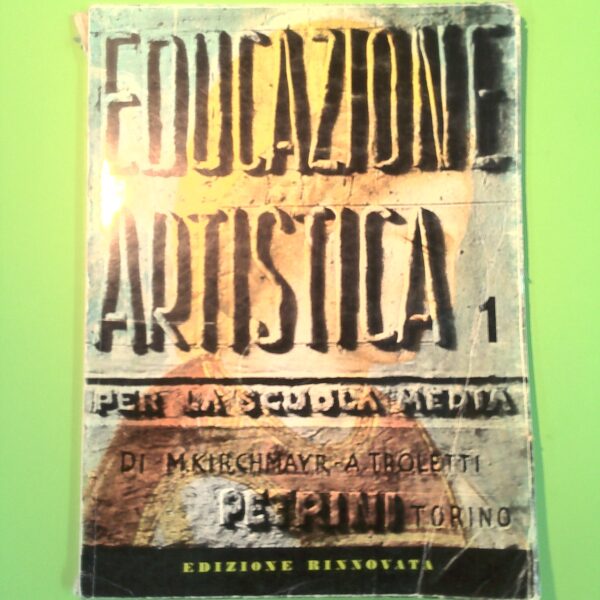 EDUCAZIONE
ARTISTICA 1
PER LA SCUOLA MEDIA
DI M.KIRCHMAYR-A.TROLETTI
PETRINI TORINO
EDIZIONE RINNOVATA